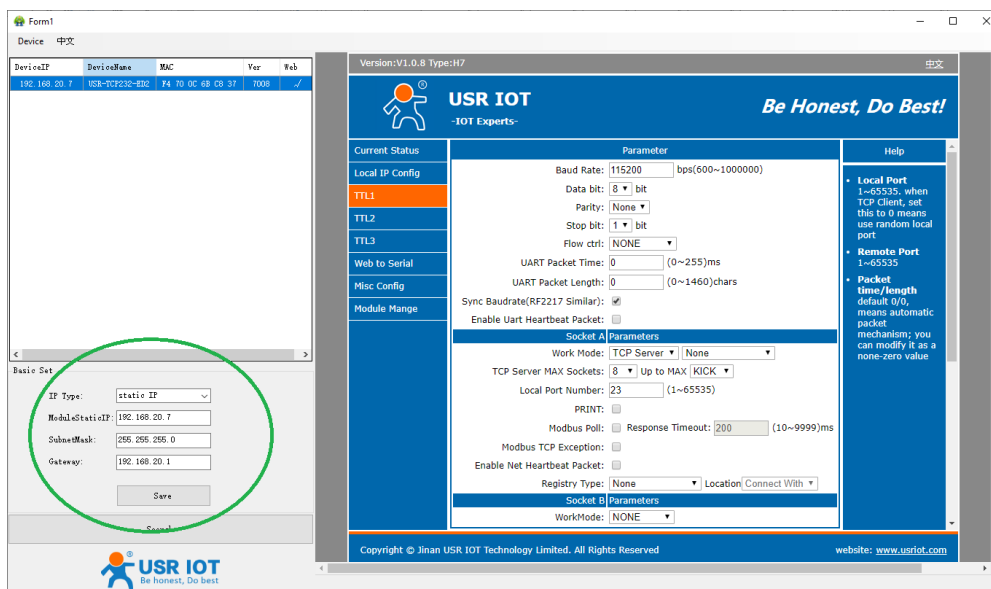 Form1
Device 中文
DeviceIP DeviceName MAC Ver Web
192.168.20.7 USR-TCP232-ED2 F4 70 0C 6B C8 37 7008 √
Basic Set
IP Type: static IP
ModuleStaticIP: 192.168.20.7
SubnetMask: 255.255.255.0
Gateway: 192.168.20.1
Save
Search
USR IOT
Be honest, Do best
Version:V1.0.8 Type:H7 中文
USR IOT
-IOT Experts-
Be Honest, Do Best!
Current Status
Local IP Config
TTL1
TTL2
TTL3
Web to Serial
Misc Config
Module Mange
Parameter
Baud Rate: 115200 bps(600~1000000)
Data bit: 8 bit
Parity: None
Stop bit: 1 bit
Flow ctrl: NONE
UART Packet Time: 0 (0~255)ms
UART Packet Length: 0 (0~1460)chars
Sync Baudrate(RF2217 Similar):
Enable Uart Heartbeat Packet:
Socket A Parameters
Work Mode: TCP Server None
TCP Server MAX Sockets: 8 Up to MAX KICK
Local Port Number: 23 (1~65535)
PRINT:
Modbus Poll: Response Timeout: 200 (10~9999)ms
Modbus TCP Exception:
Enable Net Heartbeat Packet:
Registry Type: None Location Connect With
Socket B Parameters
WorkMode: NONE
Help
• Local Port
1~65535. when
TCP Client, set
this to 0 means
use random local
port
• Remote Port
1~65535
• Packet
time/length
default 0/0,
means automatic
packet
mechanism; you
can modify it as a
none-zero value
Copyright © Jinan USR IOT Technology Limited. All Rights Reserved website: www.usriot.com